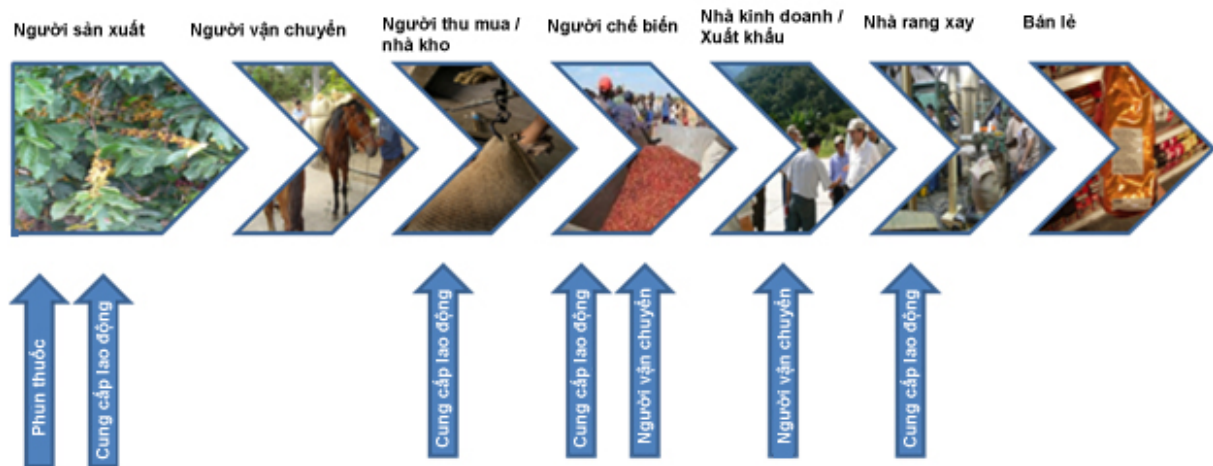 Người sản xuất
Người vận chuyển
Người thu mua /
nhà kho
Người chế biến
Nhà kinh doanh /
Xuất khẩu
Nhà rang xay
Bán lẻ
Phun thuốc
Cung cấp lao động
Cung cấp lao động
Cung cấp lao động
Người vận chuyển
Người vận chuyển
Cung cấp lao động